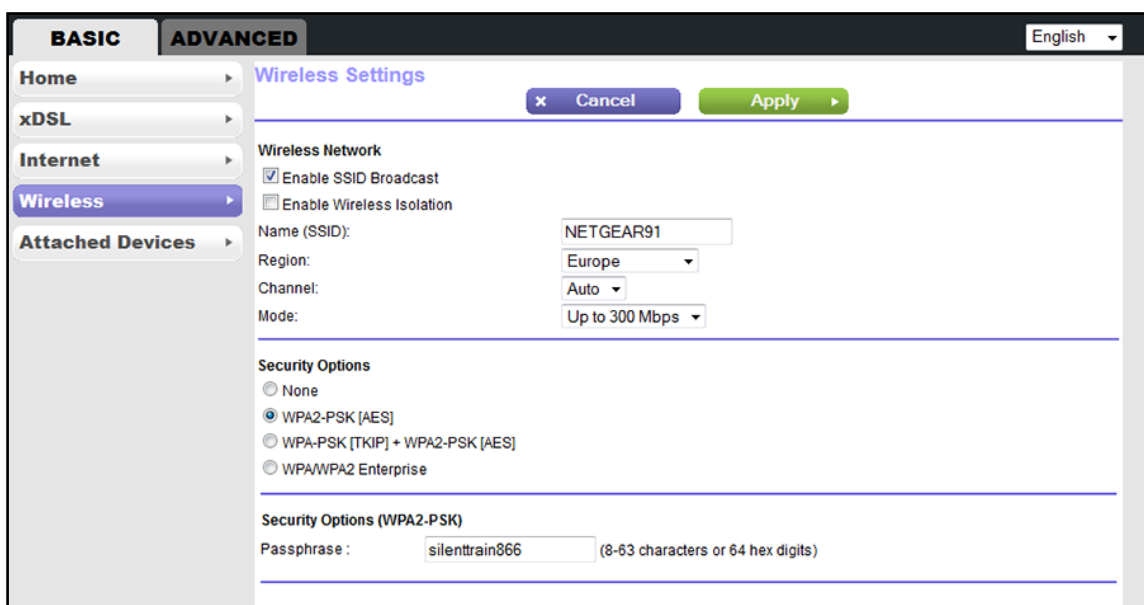 BASIC ADVANCED English
Home
xDSL
Internet
Wireless
Attached Devices
Wireless Settings
Cancel Apply
Wireless Network
Enable SSID Broadcast
Enable Wireless Isolation
Name (SSID): NETGEAR91
Region: Europe
Channel: Auto
Mode: Up to 300 Mbps
Security Options
None
WPA2-PSK [AES]
WPA-PSK [TKIP] + WPA2-PSK [AES]
WPA/WPA2 Enterprise
Security Options (WPA2-PSK)
Passphrase : silenttrain866 (8-63 characters or 64 hex digits)